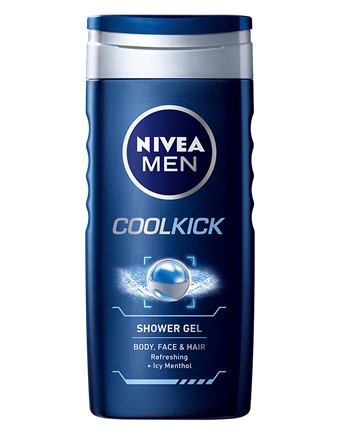 NIVEA
MEN
COOLKICK
SHOWER GEL
BODY, FACE & HAIR
Refreshing
+ Icy Menthol